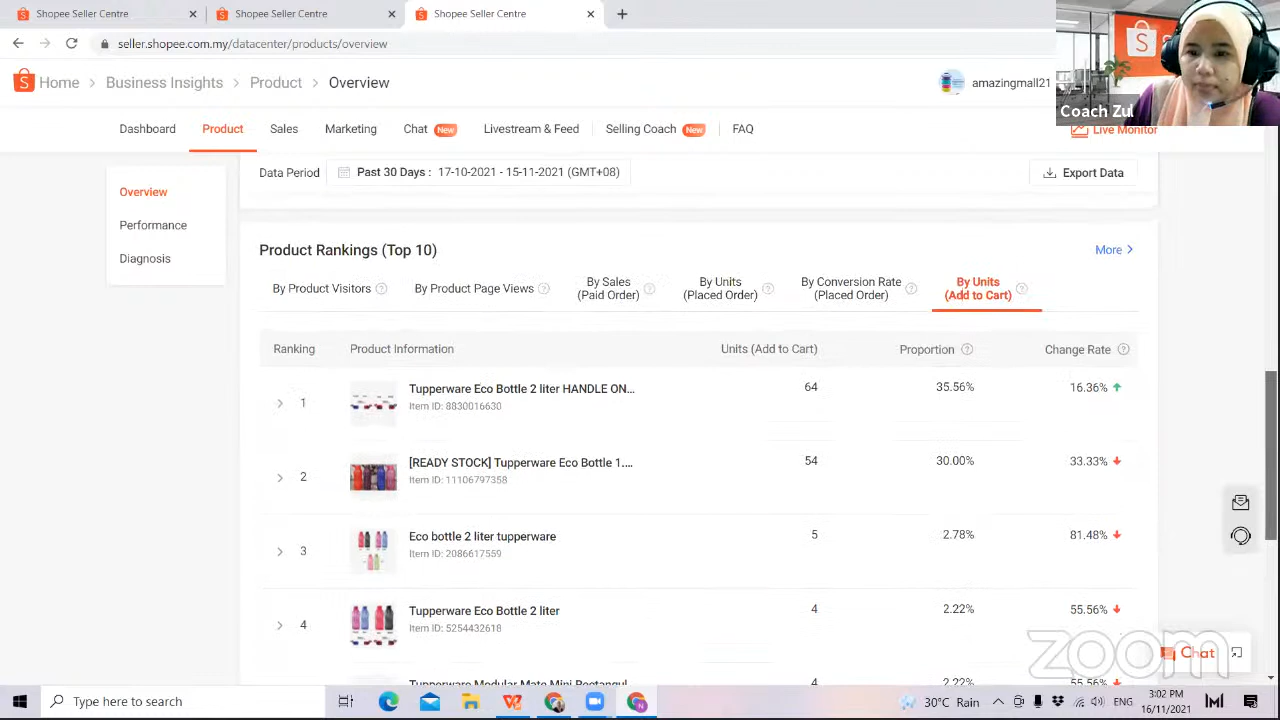 Shopee Seller Centre
Shopee Seller Centre
Shopee Seller Centre
seller.shopee.com.my/datacenter/products/overview
Home > Business Insights > Product > Overview
amazingmall21
Coach Zul
Dashboard Product Sales Marketing Chat New Livestream & Feed Selling Coach New FAQ
Live Monitor
Overview
Performance
Diagnosis
Data Period Past 30 Days : 17-10-2021 - 15-11-2021 (GMT+08)
Export Data
Product Rankings (Top 10)
More >
By Product Visitors
By Product Page Views
By Sales
(Paid Order)
By Units
(Placed Order)
By Conversion Rate
(Placed Order)
By Units
(Add to Cart)
Ranking Product Information Units (Add to Cart) Proportion Change Rate
1 Tupperware Eco Bottle 2 liter HANDLE ON... 64 35.56% 16.36%
Item ID: 8830016630
2 [READY STOCK] Tupperware Eco Bottle 1.... 54 30.00% 33.33%
Item ID: 11106797358
3 Eco bottle 2 liter tupperware 5 2.78% 81.48%
Item ID: 2086617559
4 Tupperware Eco Bottle 2 liter 4 2.22% 55.56%
Item ID: 5254432618
Tupperware Modular Mate Mini Rectangul 4 2.22% 55.56%
Chat
zoom
Type here to search
30°C Rain
3:02 PM
16/11/2021